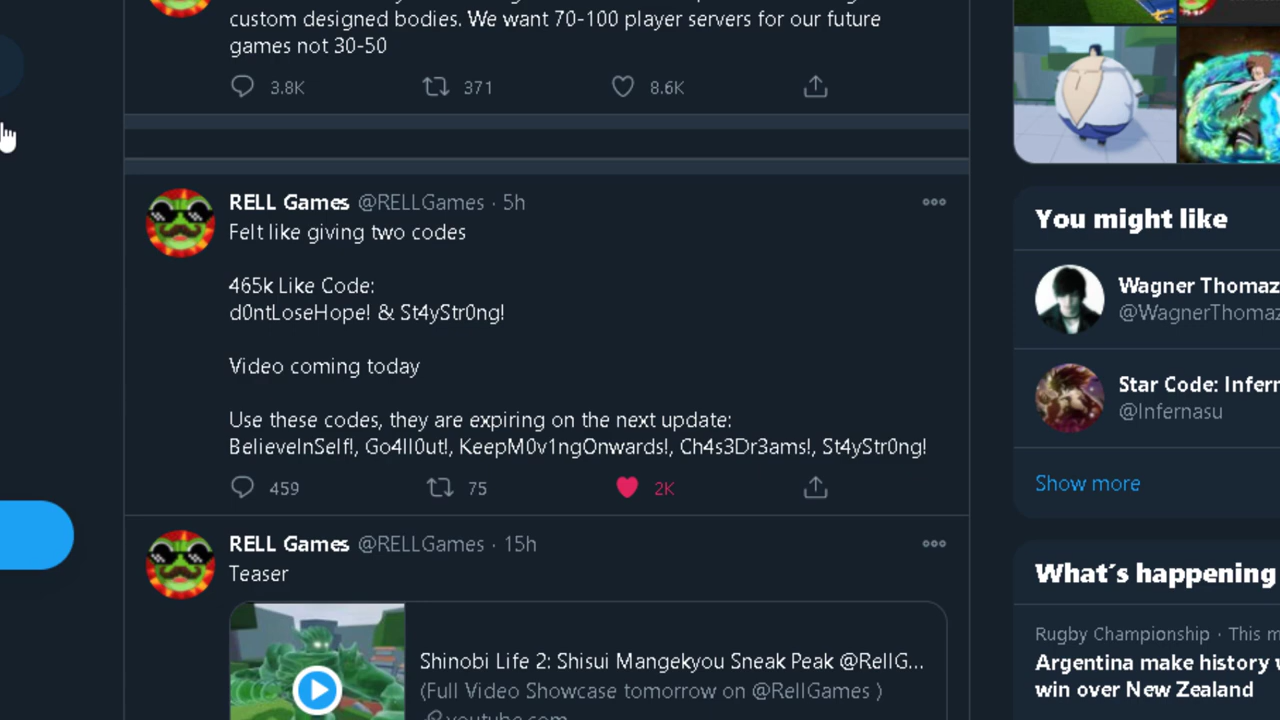 custom designed bodies. We want 70-100 player servers for our future
games not 30-50
3.8K 371 8.6K
RELL Games @RELLGames · 5h
Felt like giving two codes
465k Like Code:
d0ntLoseHope! & St4yStr0ng!
Video coming today
Use these codes, they are expiring on the next update:
BelieveInSelf!, Go4ll0ut!, KeepM0v1ngOnwards!, Ch4s3Dr3ams!, St4yStr0ng!
459 75 2K
RELL Games @RELLGames · 15h
Teaser
Shinobi Life 2: Shisui Mangekyou Sneak Peak @RellG...
(Full Video Showcase tomorrow on @RellGames )
youtube.com
You might like
Wagner Thomaz
@WagnerThomaz
Star Code: Infern
@Infernasu
Show more
What's happening
Rugby Championship · This m
Argentina make history
win over New Zealand